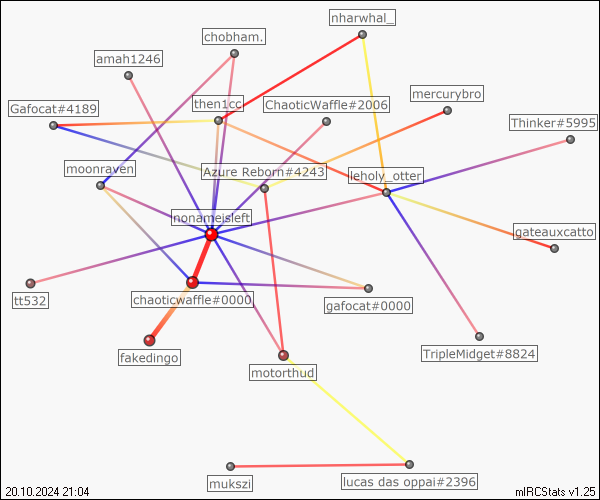 nharwhal_
chobham.
amah1246
mercurybro
Gafocat#4189
then1cc
ChaoticWaffle#2006
Thinker#5995
moonraven
Azure Reborn#4243
leholy_otter
nonameisleft
gateauxcatto
tt532
chaoticwaffle#0000
gafocat#0000
fakedingo
TripleMidget#8824
motorthud
mukszi
lucas das oppai#2396
20.10.2024 21:04
mIRCStats v1.25